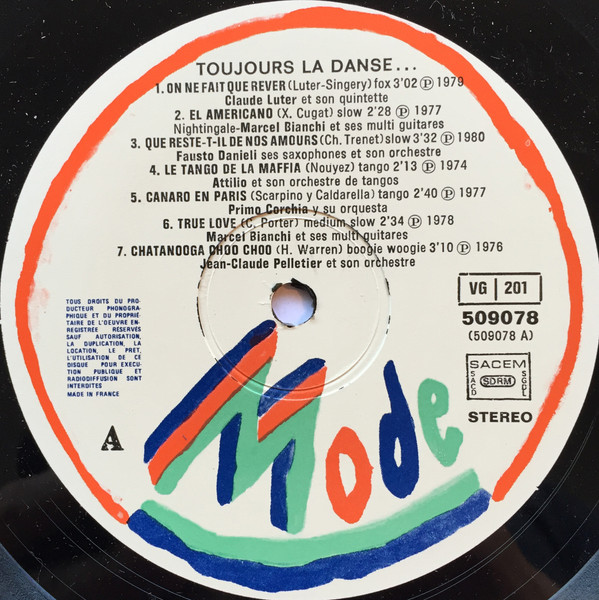 TOUJOURS LA DANSE...
1. ON NE FAIT QUE REVER (Luter-Singery) fox 3'02 Ⓟ 1979
Claude Luter et son quintette
2. EL AMERICANO (X. Cugat) slow 2'28 Ⓟ 1977
Nightingale-Marcel Bianchi et ses multi guitares
3. QUE RESTE-T-IL DE NOS AMOURS (Ch. Trenet) slow 3'32 Ⓟ 1980
Fausto Danieli ses saxophones et son orchestre
4. LE TANGO DE LA MAFFIA (Nouyez) tango 2'13 Ⓟ 1974
Attilio et son orchestre de tangos
5. CANARO EN PARIS (Scarpino y Caldarella) tango 2'40 Ⓟ 1977
Primo Corchia y su orquesta
6. TRUE LOVE (C. Porter) medium slow 2'34 Ⓟ 1978
Marcel Bianchi et ses multi guitares
7. CHATANOOGA CHOO CHOO (H. Warren) boogie woogie 3'10 Ⓟ 1976
Jean-Claude Pelletier et son orchestre
VG | 201
509078
(509078 A)
SACEM
SACD SDRM SGDL
STEREO
TOUS DROITS DU PRO-
DUCTEUR PHONOGRA-
PHIQUE ET DU PROPRIÉ-
TAIRE DE L'OEUVRE EN-
REGISTRÉE RÉSERVÉS
SAUF AUTORISATION,
LA DUPLICATION, LA
LOCATION, LE PRET,
L'UTILISATION DE CE
DISQUE POUR EXECU-
TION PUBLIQUE ET
RADIODIFFUSION SONT
INTERDITES
MADE IN FRANCE
A
Mode